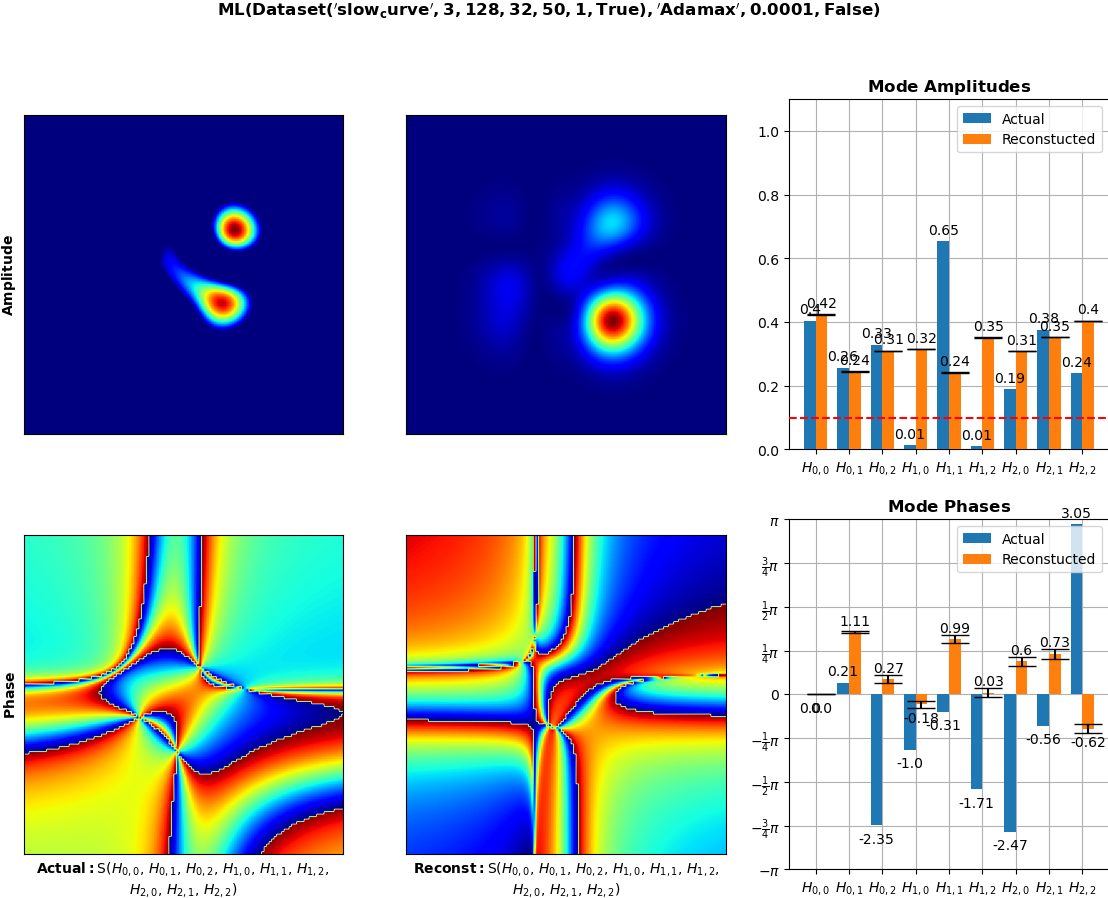 ML(Dataset('slow_curve', 3, 128, 32, 50, 1, True), 'Adamax', 0.0001, False)
Amplitude
Mode Amplitudes
Actual
Reconstucted
1.0
0.8
0.6
0.4
0.2
0.0
0.4
0.42
0.26
0.24
0.33
0.31
0.01
0.32
0.65
0.24
0.01
0.35
0.19
0.31
0.38
0.35
0.24
0.4
H0,0 H0,1 H0,2 H1,0 H1,1 H1,2 H2,0 H2,1 H2,2
Phase
Mode Phases
Actual
Reconstucted
π
3/4π
1/2π
1/4π
0
−1/4π
−1/2π
−3/4π
−π
0.0
0.0
0.21
1.11
-2.35
0.27
-1.0
-0.18
-0.31
0.99
-1.71
0.03
-2.47
0.6
-0.56
0.73
3.05
-0.62
H0,0 H0,1 H0,2 H1,0 H1,1 H1,2 H2,0 H2,1 H2,2
Actual: S(H0,0, H0,1, H0,2, H1,0, H1,1, H1,2,
H2,0, H2,1, H2,2)
Reconst: S(H0,0, H0,1, H0,2, H1,0, H1,1, H1,2,
H2,0, H2,1, H2,2)